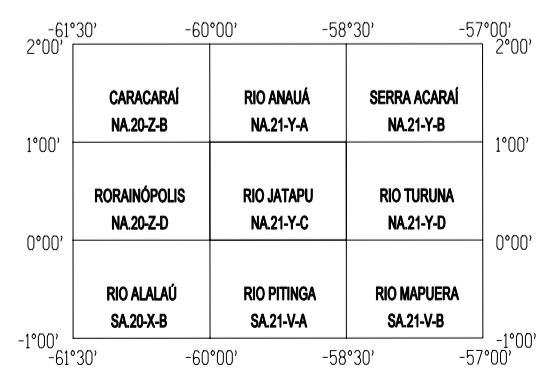 -61°30' -60°00' -58°30' -57°00'
2°00' 2°00'
CARACARAÍ RIO ANAUÁ SERRA ACARAÍ
NA.20-Z-B NA.21-Y-A NA.21-Y-B
1°00' 1°00'
RORAINÓPOLIS RIO JATAPU RIO TURUNA
NA.20-Z-D NA.21-Y-C NA.21-Y-D
0°00' 0°00'
RIO ALALAÚ RIO PITINGA RIO MAPUERA
SA.20-X-B SA.21-V-A SA.21-V-B
-1°00' -1°00'
-61°30' -60°00' -58°30' -57°00'